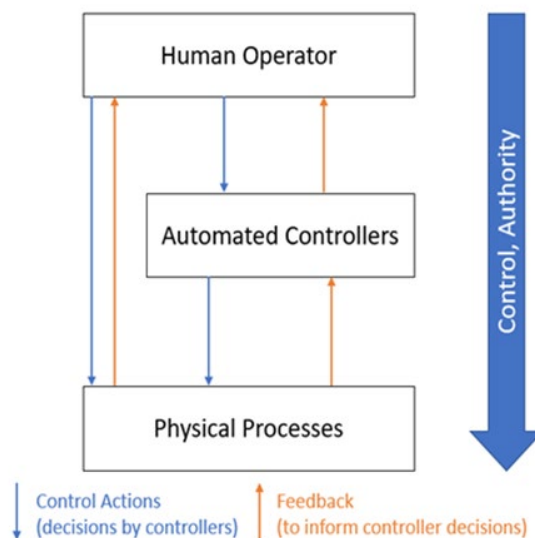 Human Operator
Automated Controllers
Control, Authority
Physical Processes
Control Actions
(decisions by controllers)
Feedback
(to inform controller decisions)